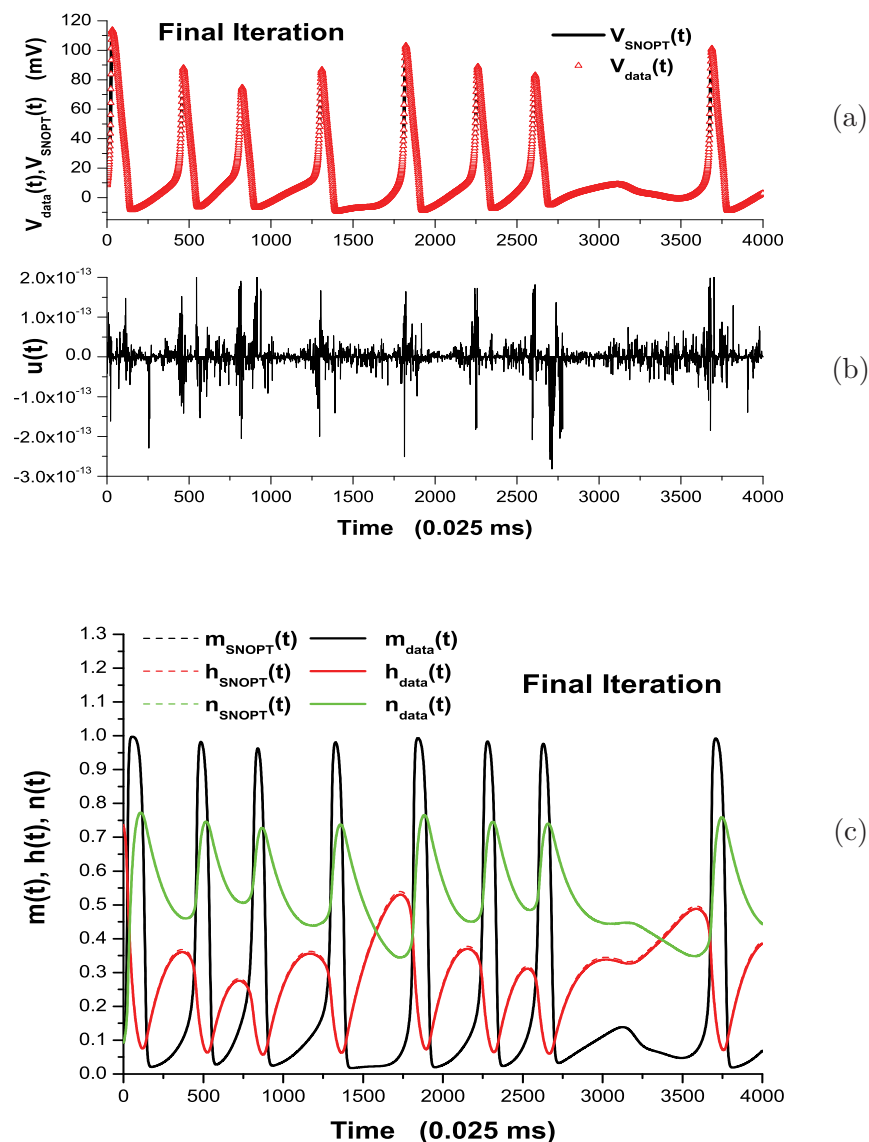 Final Iteration
V_SNOPT(t)
V_data(t)
V_data(t),V_SNOPT(t) (mV)
120
100
80
60
40
20
0
0 500 1000 1500 2000 2500 3000 3500 4000
(a)
u(t)
2.0x10^-13
1.0x10^-13
0.0
-1.0x10^-13
-2.0x10^-13
-3.0x10^-13
0 500 1000 1500 2000 2500 3000 3500 4000
Time (0.025 ms)
(b)
m_SNOPT(t) m_data(t)
h_SNOPT(t) h_data(t)
n_SNOPT(t) n_data(t)
Final Iteration
m(t), h(t), n(t)
1.3
1.2
1.1
1.0
0.9
0.8
0.7
0.6
0.5
0.4
0.3
0.2
0.1
0.0
0 500 1000 1500 2000 2500 3000 3500 4000
Time (0.025 ms)
(c)